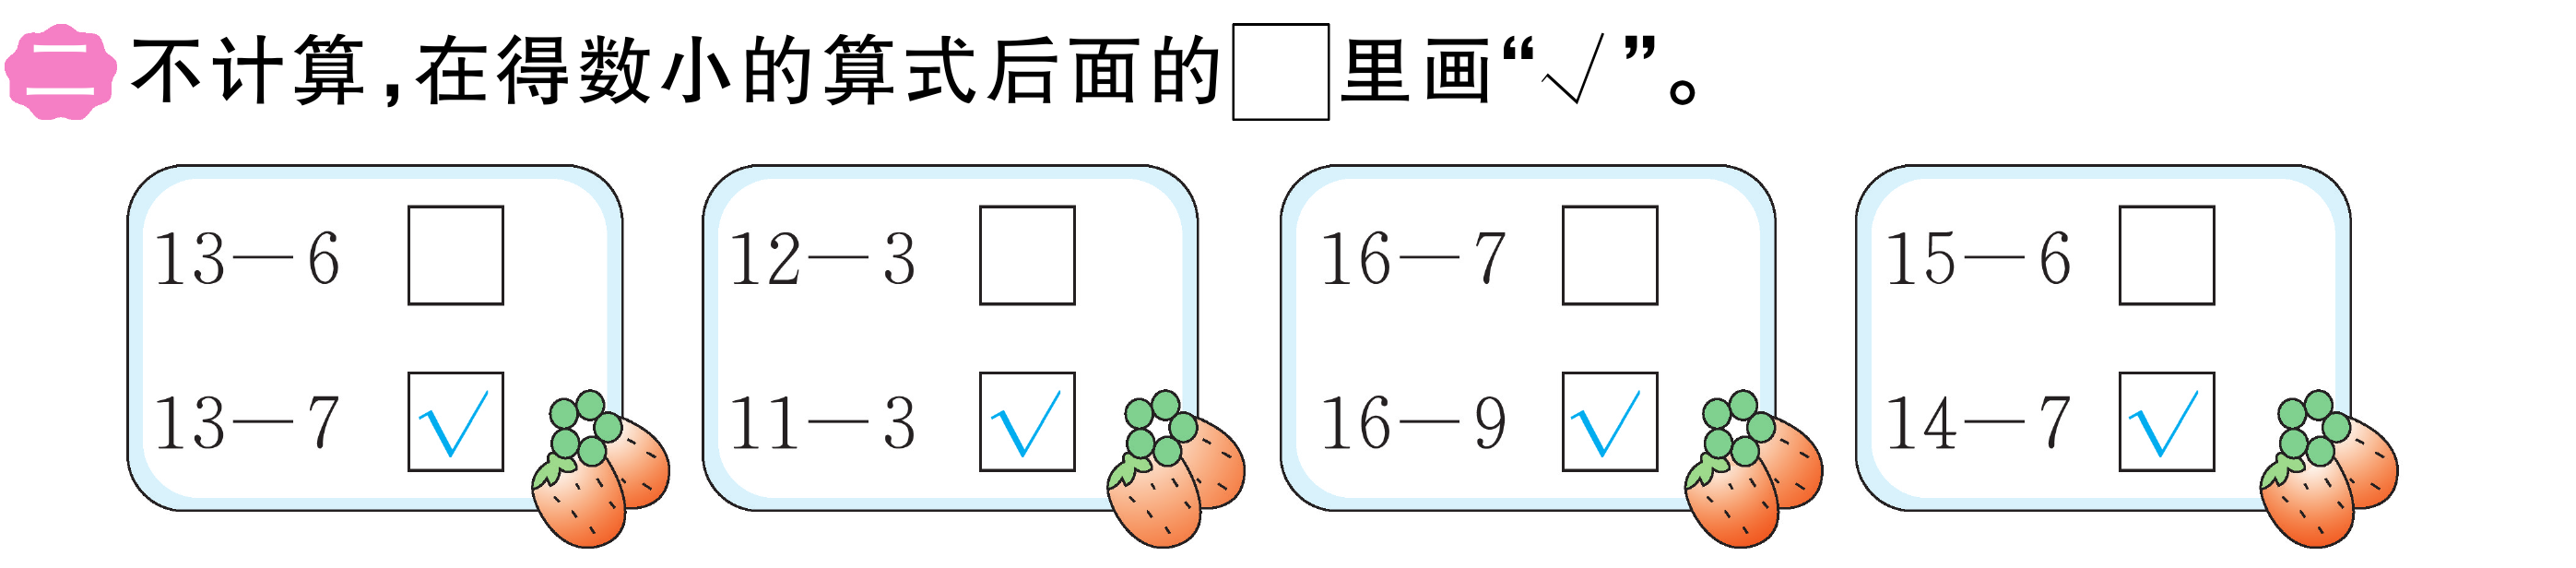 二 不计算,在得数小的算式后面的□里画“√”。
13－6 □ 12－3 □ 16－7 □ 15－6 □
13－7 √ 11－3 √ 16－9 √ 14－7 √